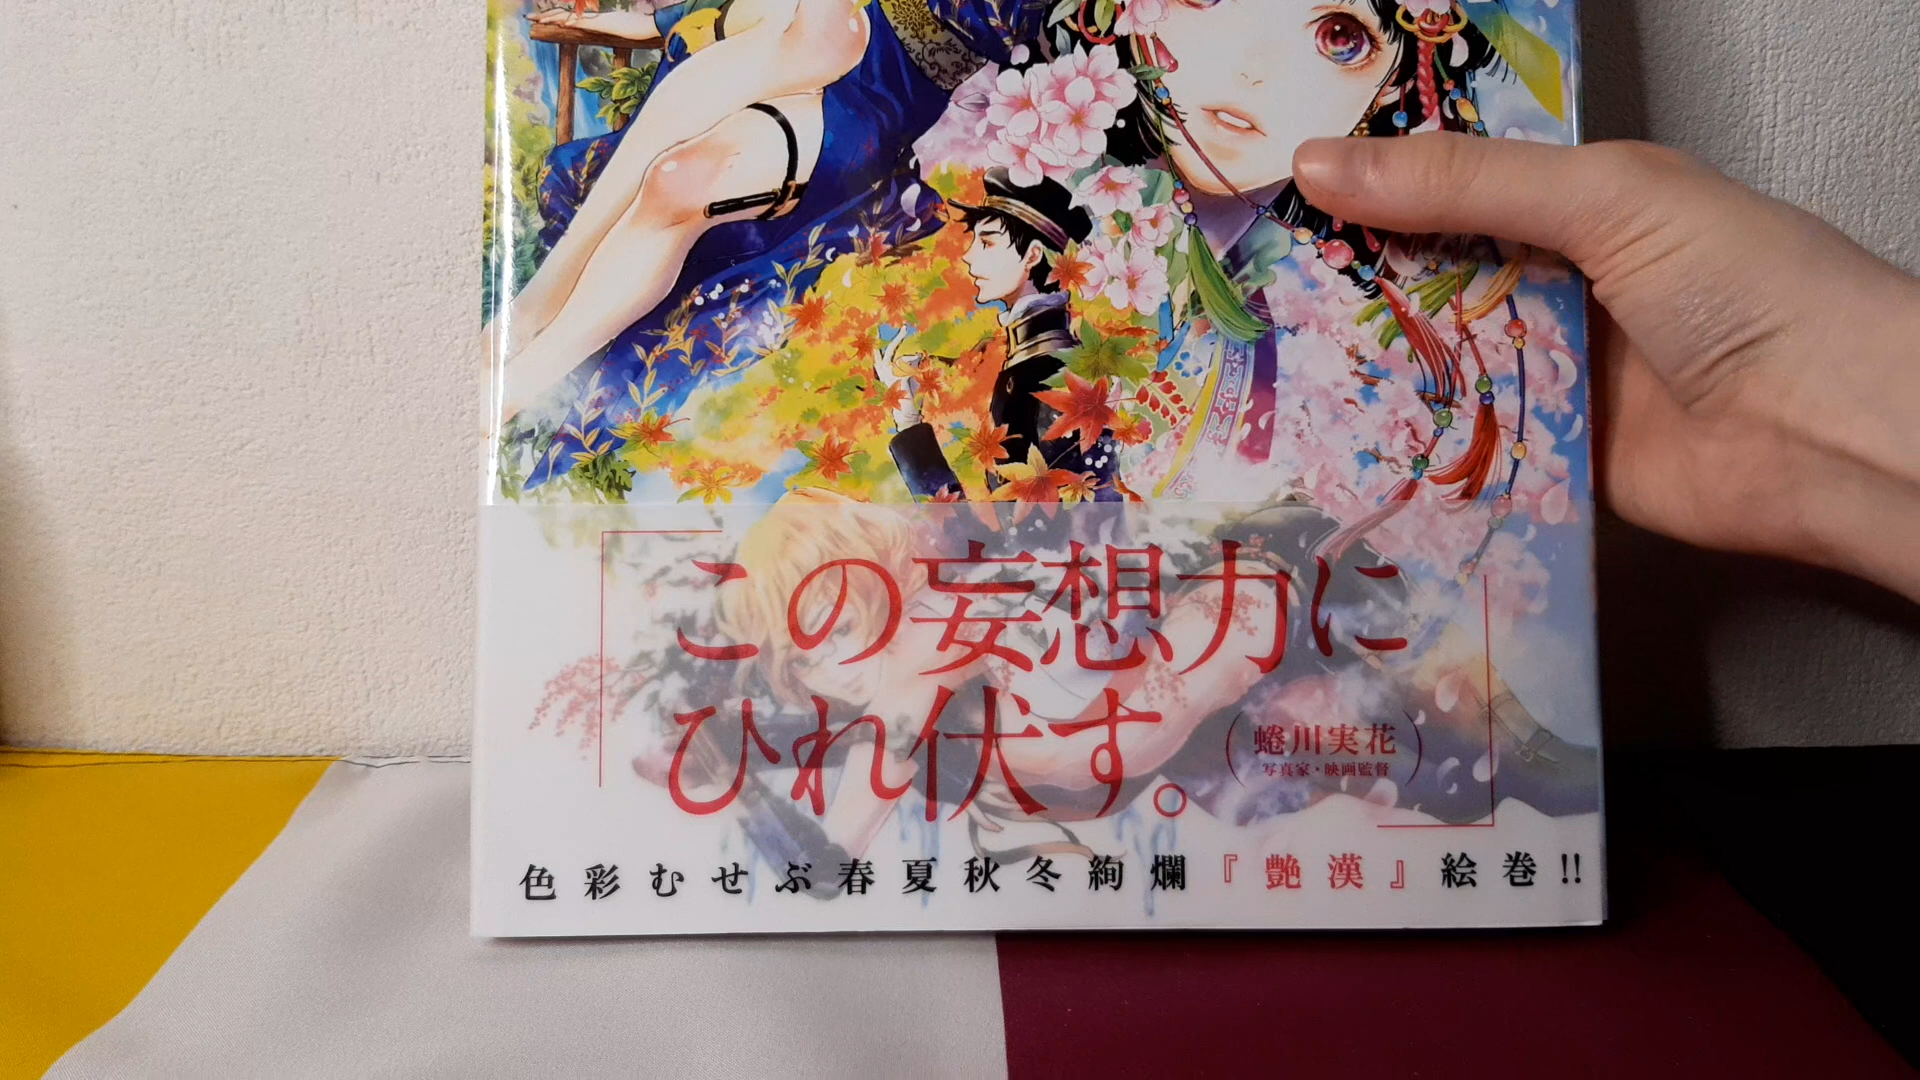 「この妄想力に
ひれ伏す。」
(蜷川実花)
写真家・映画監督
色彩むせぶ春夏秋冬絢爛『艶漢』絵巻!!